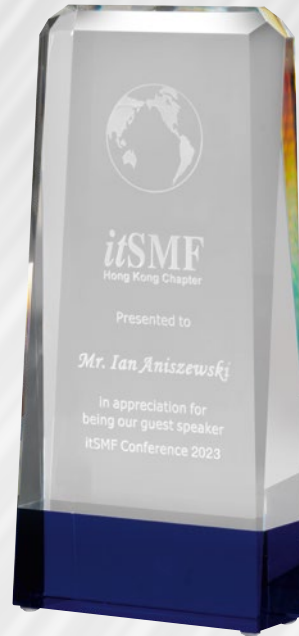 itSMF
Hong Kong Chapter
Presented to
Mr. Ian Aniszewski
in appreciation for
being our guest speaker
itSMF Conference 2023